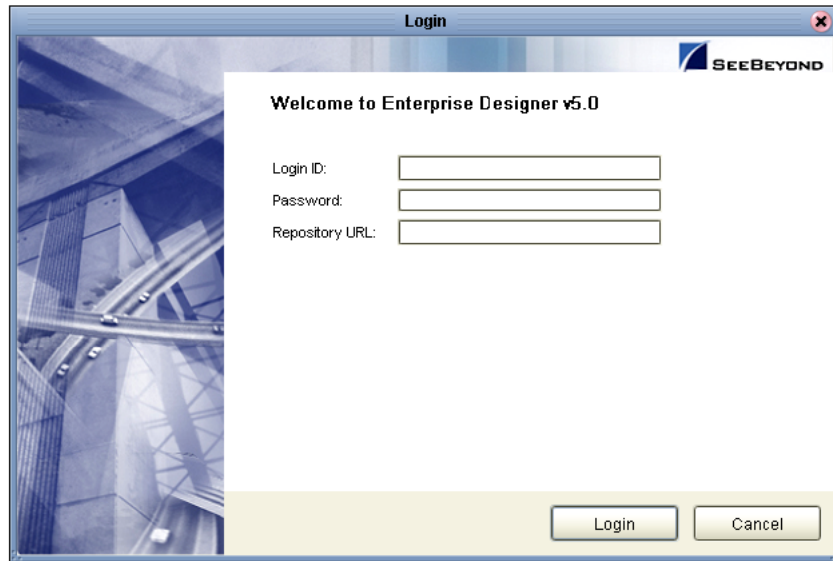 Login
SEEBEYOND
Welcome to Enterprise Designer v5.0
Login ID:
Password:
Repository URL:
Login
Cancel